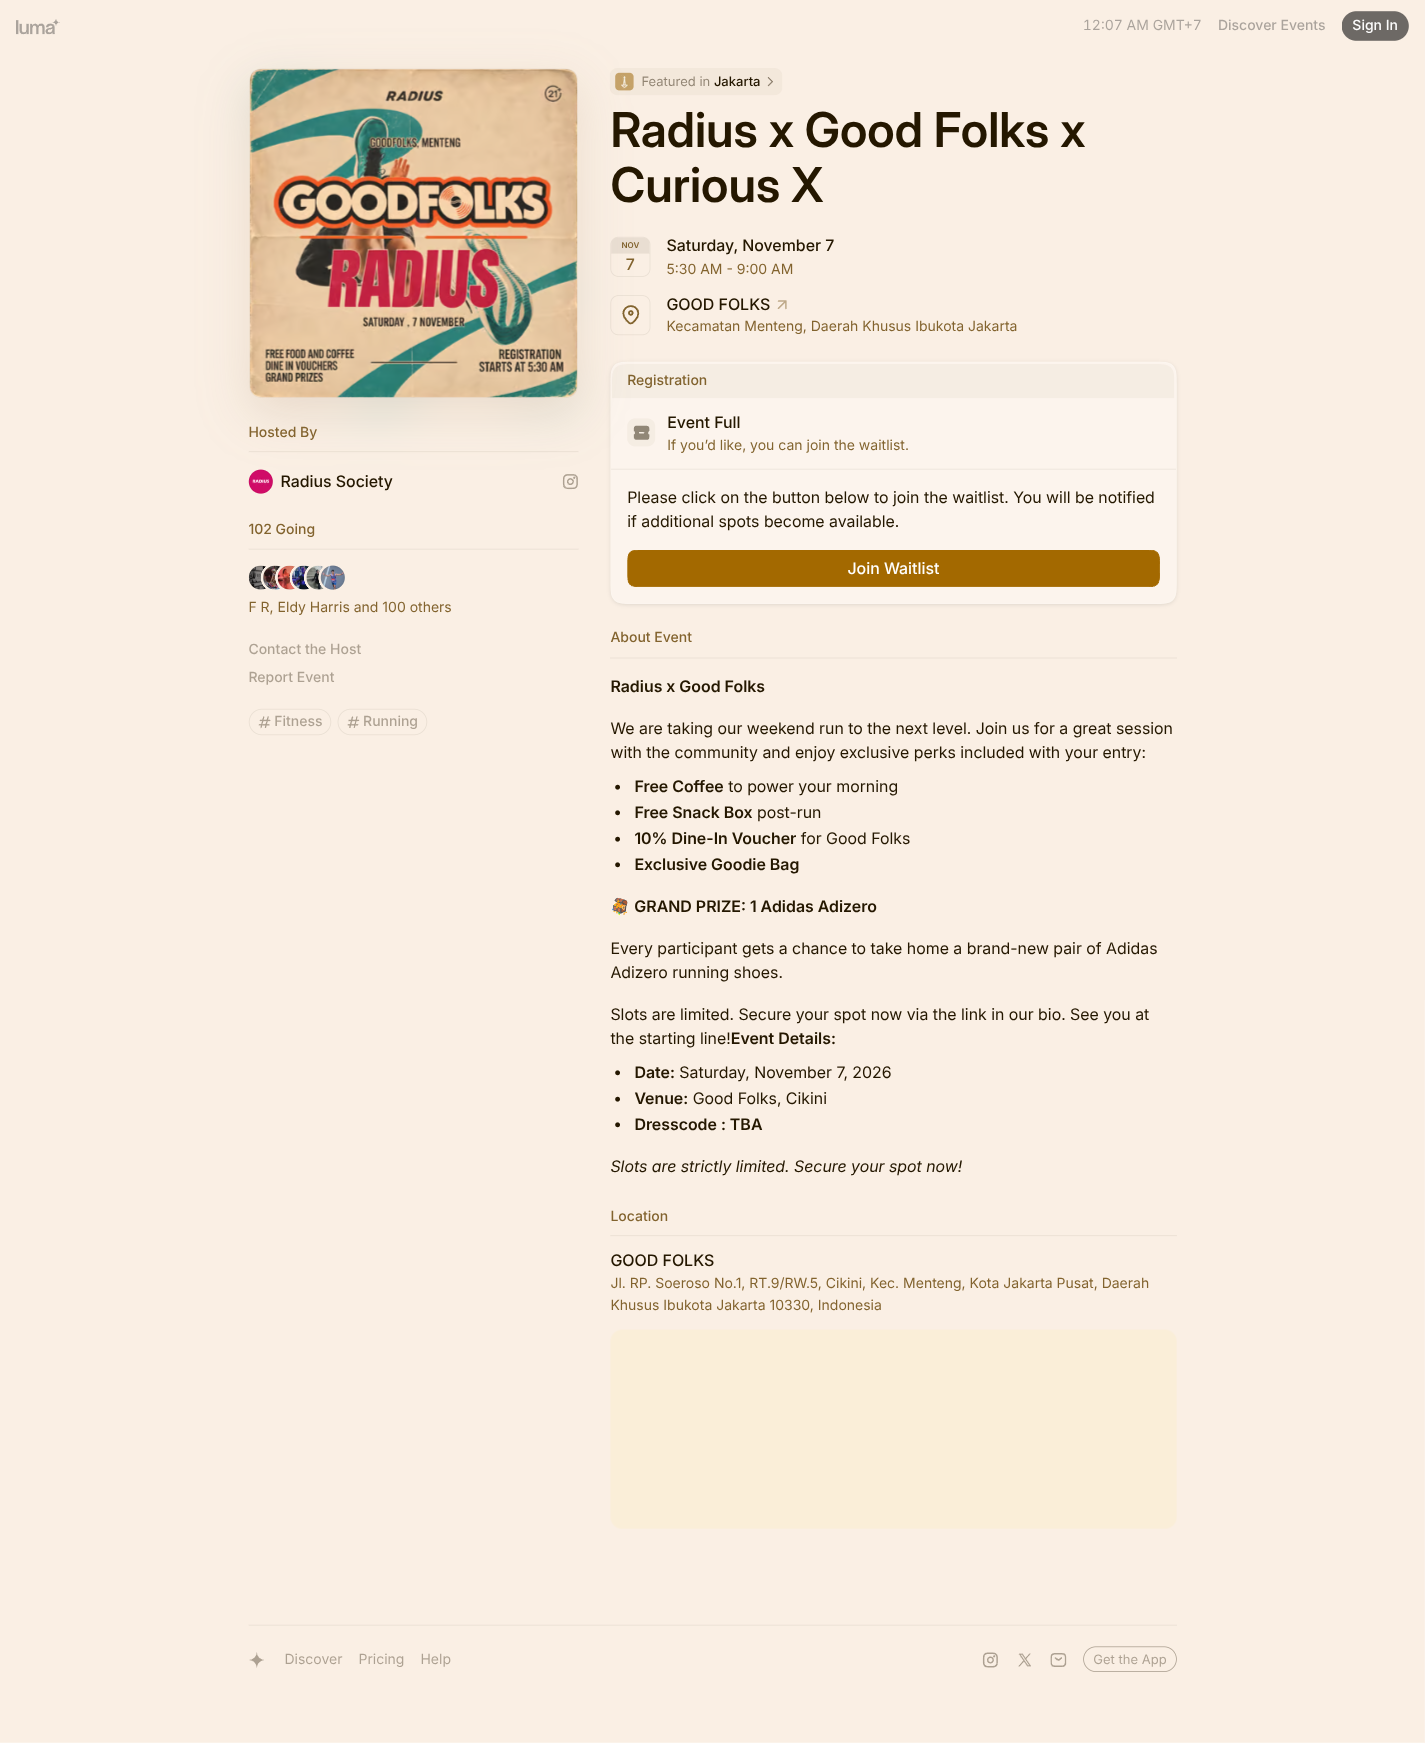 luma
12:07 AM GMT+7
Discover Events
Sign In
RADIUS
21
GOODFOLKS, MENTENG
GOODFOLKS
RADIUS
SATURDAY , 7 NOVEMBER
FREE FOOD AND COFFEE
DINE IN VOUCHERS
GRAND PRIZES
REGISTRATION
STARTS AT 5:30 AM
Hosted By
RADIUS
Radius Society
102 Going
F R, Eldy Harris and 100 others
Contact the Host
Report Event
# Fitness
# Running
Featured in Jakarta
Radius x Good Folks x
Curious X
NOV
7
Saturday, November 7
5:30 AM - 9:00 AM
GOOD FOLKS
Kecamatan Menteng, Daerah Khusus Ibukota Jakarta
Registration
Event Full
If you’d like, you can join the waitlist.
Please click on the button below to join the waitlist. You will be notified
if additional spots become available.
Join Waitlist
About Event
Radius x Good Folks
We are taking our weekend run to the next level. Join us for a great session
with the community and enjoy exclusive perks included with your entry:
• Free Coffee to power your morning
• Free Snack Box post-run
• 10% Dine-In Voucher for Good Folks
• Exclusive Goodie Bag
GRAND PRIZE: 1 Adidas Adizero
Every participant gets a chance to take home a brand-new pair of Adidas
Adizero running shoes.
Slots are limited. Secure your spot now via the link in our bio. See you at
the starting line!Event Details:
• Date: Saturday, November 7, 2026
• Venue: Good Folks, Cikini
• Dresscode : TBA
Slots are strictly limited. Secure your spot now!
Location
GOOD FOLKS
Jl. RP. Soeroso No.1, RT.9/RW.5, Cikini, Kec. Menteng, Kota Jakarta Pusat, Daerah
Khusus Ibukota Jakarta 10330, Indonesia
Discover
Pricing
Help
Get the App